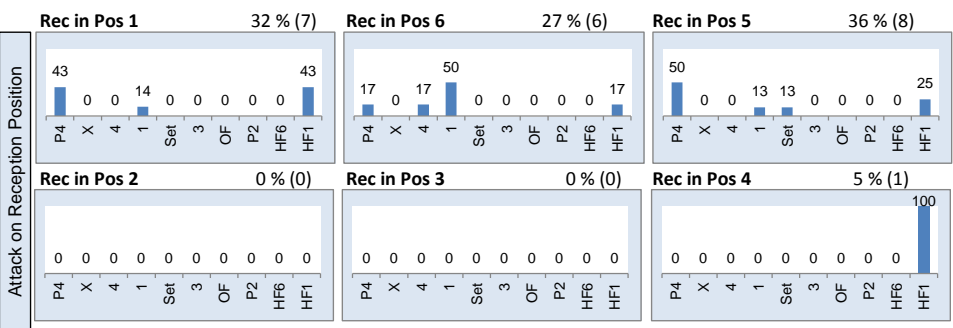 Attack on Reception Position
Rec in Pos 1 32 % (7)
43 0 0 14 0 0 0 0 0 43
P4 X 4 1 Set 3 OF P2 HF6 HF1
Rec in Pos 6 27 % (6)
17 0 17 50 0 0 0 0 0 17
P4 X 4 1 Set 3 OF P2 HF6 HF1
Rec in Pos 5 36 % (8)
50 0 0 13 13 0 0 0 0 25
P4 X 4 1 Set 3 OF P2 HF6 HF1
Rec in Pos 2 0 % (0)
0 0 0 0 0 0 0 0 0 0
P4 X 4 1 Set 3 OF P2 HF6 HF1
Rec in Pos 3 0 % (0)
0 0 0 0 0 0 0 0 0 0
P4 X 4 1 Set 3 OF P2 HF6 HF1
Rec in Pos 4 5 % (1)
0 0 0 0 0 0 0 0 0 100
P4 X 4 1 Set 3 OF P2 HF6 HF1